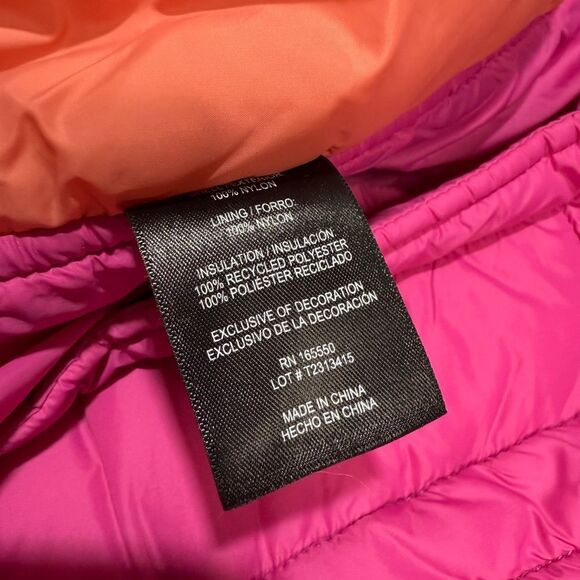 100% NYLON
LINING / FORRO:
100% NYLON
INSULATION / INSULACIÓN
100% RECYCLED POLYESTER
100% POLIÉSTER RECICLADO
EXCLUSIVE OF DECORATION
EXCLUSIVO DE LA DECORACIÓN
RN 165550
LOT # T2313415
MADE IN CHINA
HECHO EN CHINA